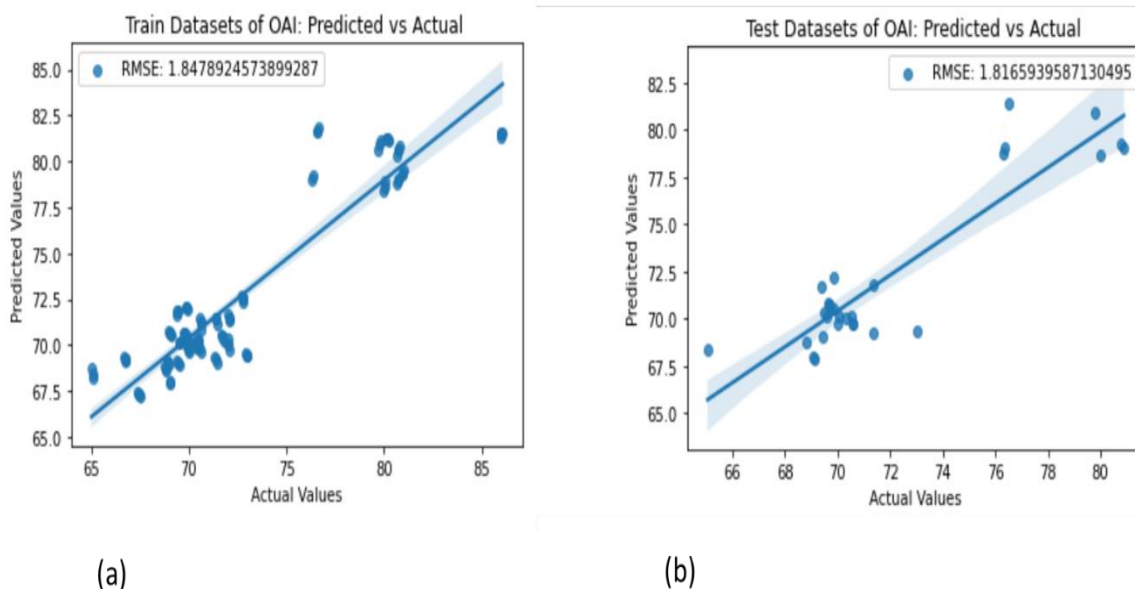 Train Datasets of OAI: Predicted vs Actual
RMSE: 1.8478924573899287
85.0
82.5
80.0
77.5
75.0
72.5
70.0
67.5
65.0
Predicted Values
65 70 75 80 85
Actual Values
(a)
Test Datasets of OAI: Predicted vs Actual
RMSE: 1.8165939587130495
82.5
80.0
77.5
75.0
72.5
70.0
67.5
65.0
Predicted Values
66 68 70 72 74 76 78 80
Actual Values
(b)